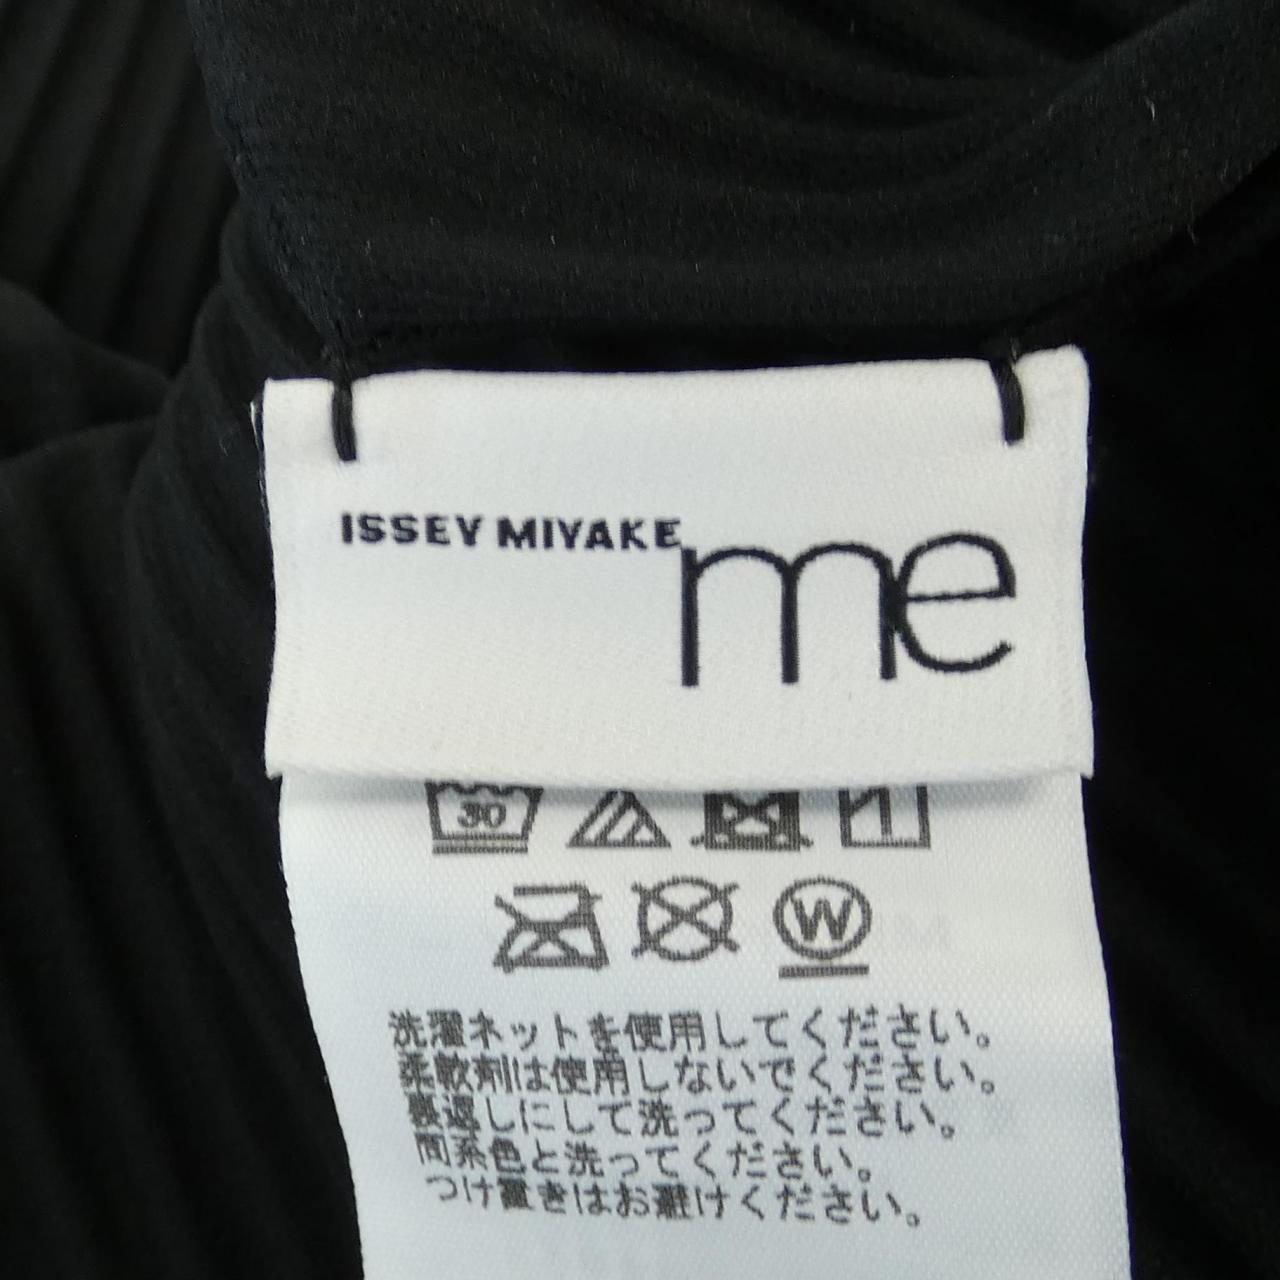 ISSEY MIYAKE me
30
W
洗濯ネットを使用してください。
柔軟剤は使用しないでください。
裏返しにして洗ってください。
同系色と洗ってください。
つけ置きはお避けください。